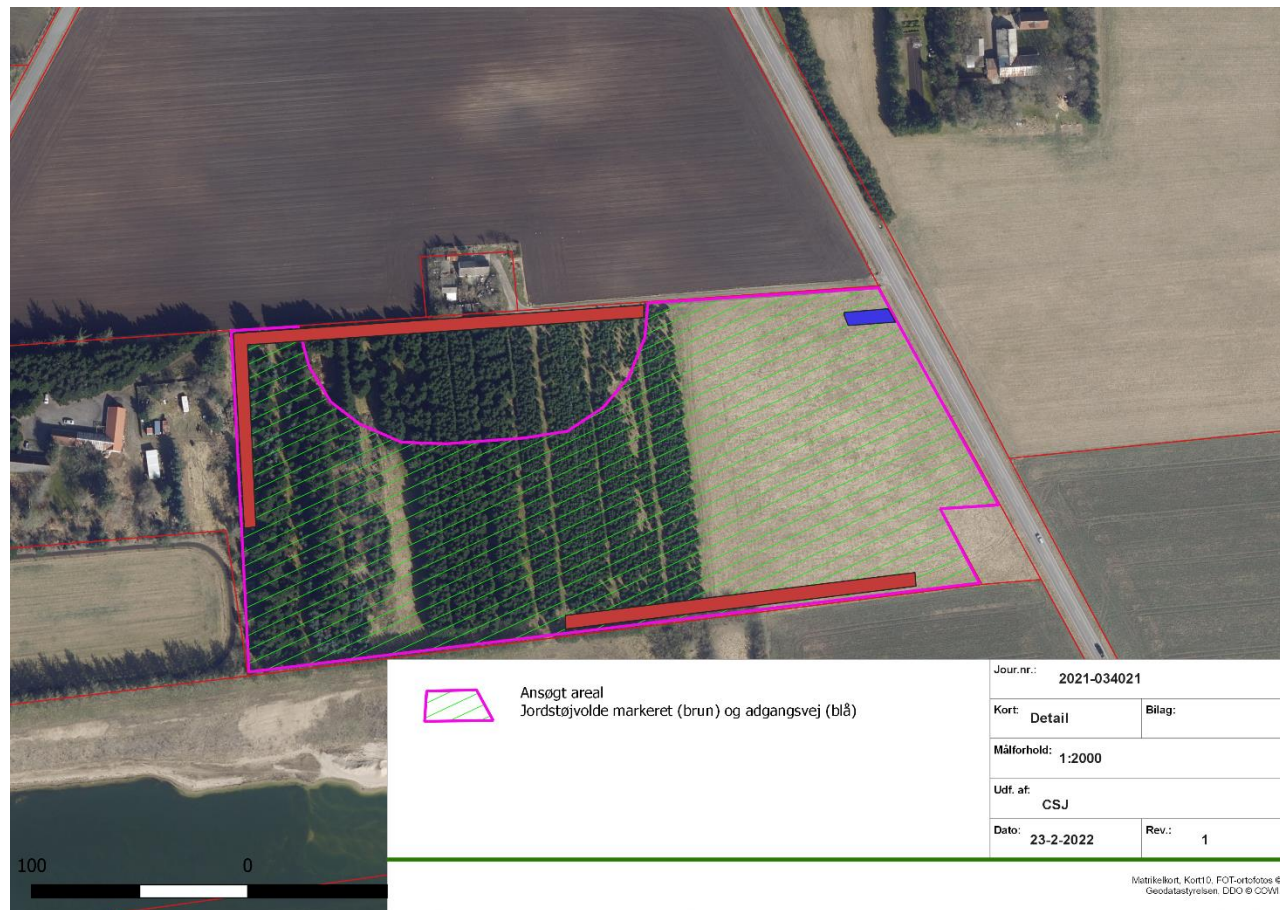 Ansøgt areal
Jordstøjvolde markeret (brun) og adgangsvej (blå)
Jour.nr.: 2021-034021
Kort: Detail
Bilag:
Målforhold: 1:2000
Udf. af: CSJ
Dato: 23-2-2022
Rev.: 1
100 0
Matrikelkort, Kort10, FOT-ortofotos ©
Geodatastyrelsen, DDO © COWI